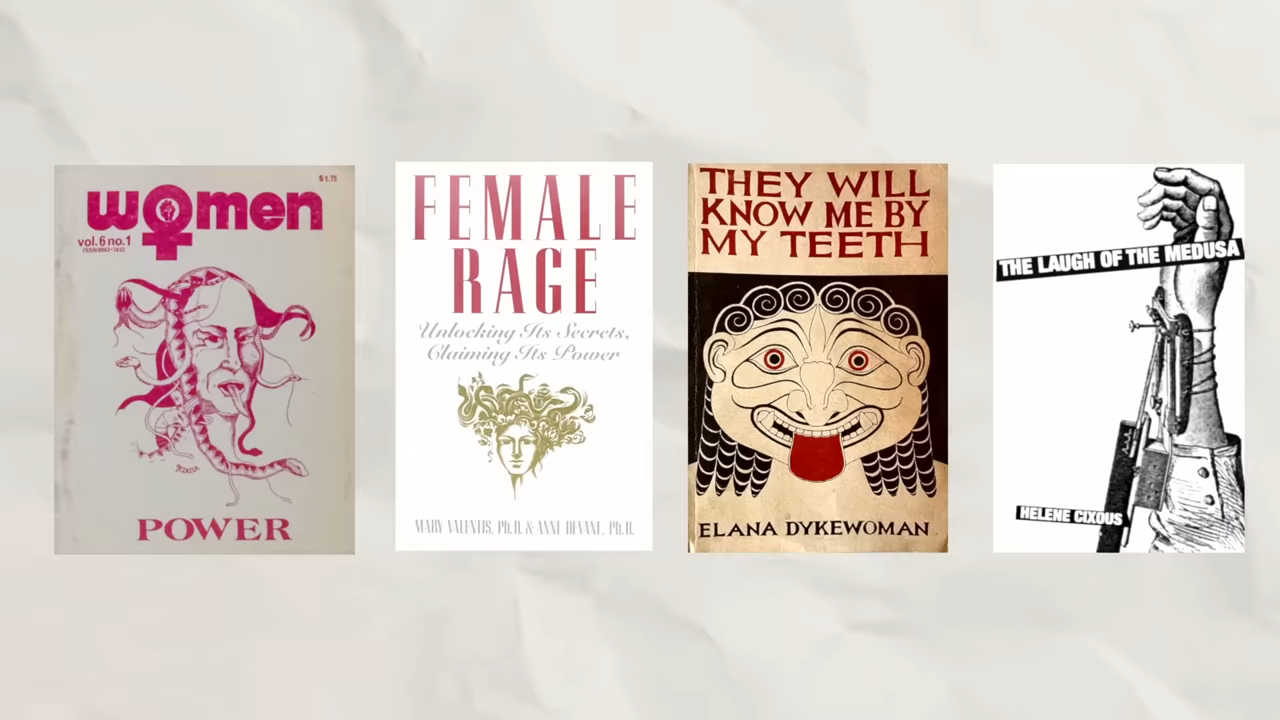 $1.75
women
vol.6 no.1
POWER
FEMALE
RAGE
Unlocking Its Secrets,
Claiming Its Power
MARY VALENTIS, Ph.D. & ANNE DEVANE, Ph.D.
THEY WILL
KNOW ME BY
MY TEETH
ELANA DYKEWOMAN
THE LAUGH OF THE MEDUSA
HELENE CIXOUS